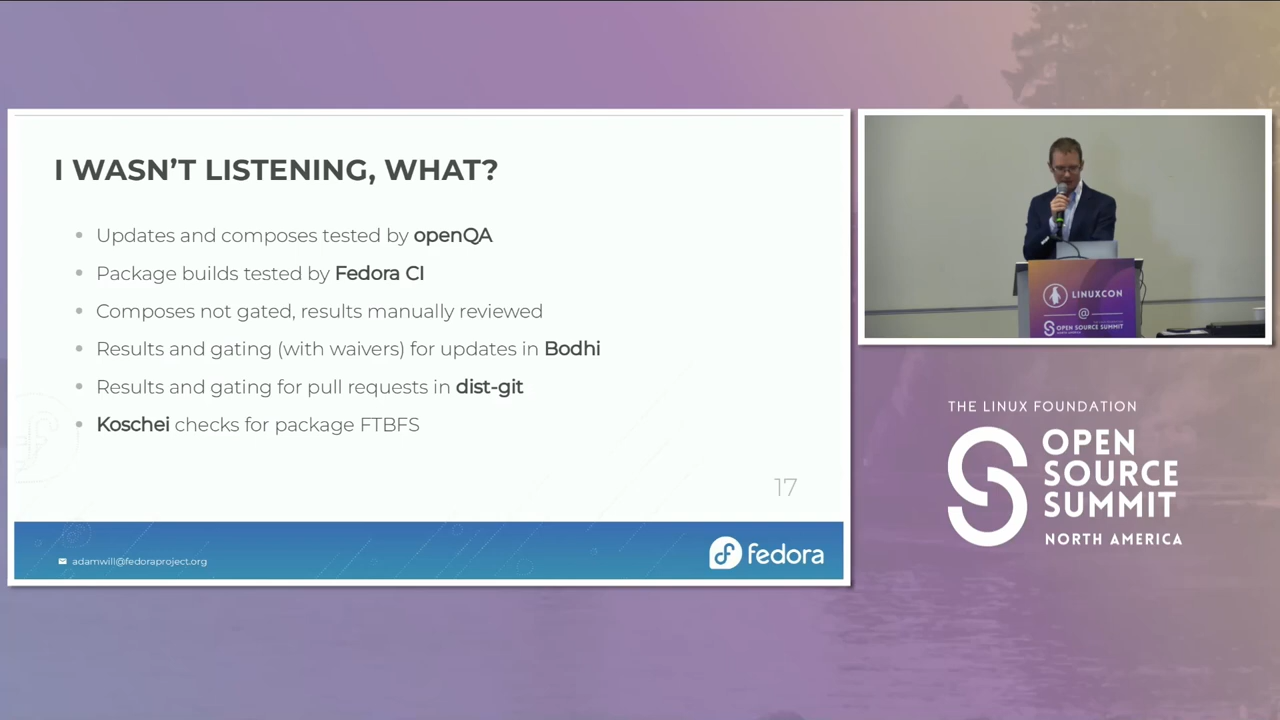 I WASN'T LISTENING, WHAT?
Updates and composes tested by openQA
Package builds tested by Fedora CI
Composes not gated, results manually reviewed
Results and gating (with waivers) for updates in Bodhi
Results and gating for pull requests in dist-git
Koschei checks for package FTBFS
17
adamwill@fedoraproject.org
fedora
LINUXCON
@
OPEN SOURCE SUMMIT
THE LINUX FOUNDATION
OPEN
SOURCE
SUMMIT
NORTH AMERICA